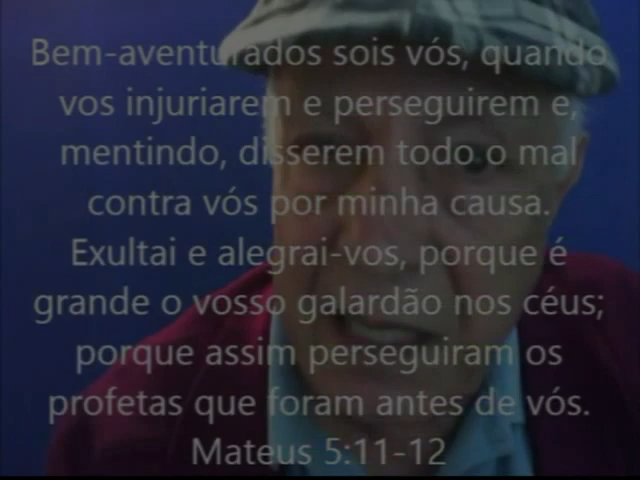 Bem-aventurados sois vós, quando
vos injuriarem e perseguirem e,
mentindo, disserem todo o mal
contra vós por minha causa.
Exultai e alegrai-vos, porque é
grande o vosso galardão nos céus;
porque assim perseguiram os
profetas que foram antes de vós.
Mateus 5:11-12